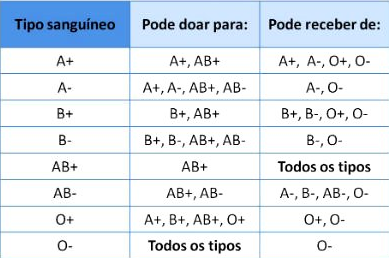 Tipo sanguíneo Pode doar para: Pode receber de:
A+ A+, AB+ A+, A-, O+, O-
A- A+, A-, AB+, AB- A-, O-
B+ B+, AB+ B+, B-, O+, O-
B- B+, B-, AB+, AB- B-, O-
AB+ AB+ Todos os tipos
AB- AB+, AB- A-, B-, AB-, O-
O+ A+, B+, AB+, O+ O+, O-
O- Todos os tipos O-